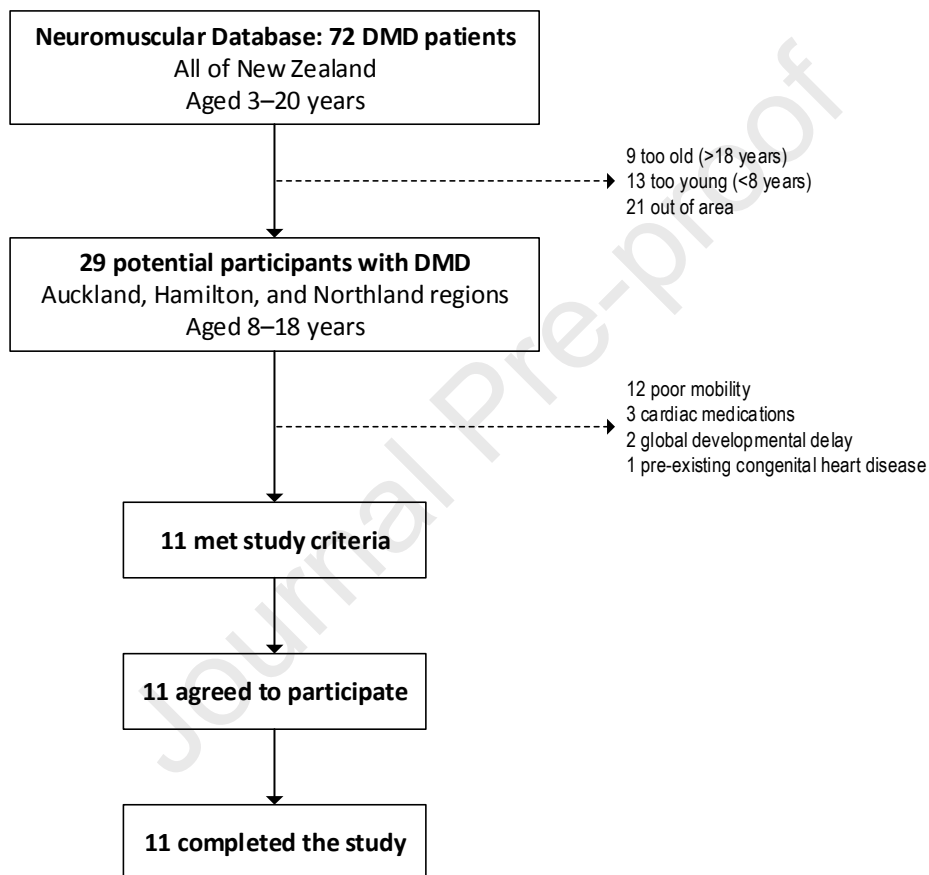 Neuromuscular Database: 72 DMD patients
All of New Zealand
Aged 3–20 years
9 too old (>18 years)
13 too young (<8 years)
21 out of area
29 potential participants with DMD
Auckland, Hamilton, and Northland regions
Aged 8–18 years
12 poor mobility
3 cardiac medications
2 global developmental delay
1 pre-existing congenital heart disease
11 met study criteria
11 agreed to participate
11 completed the study
Journal Pre-proof